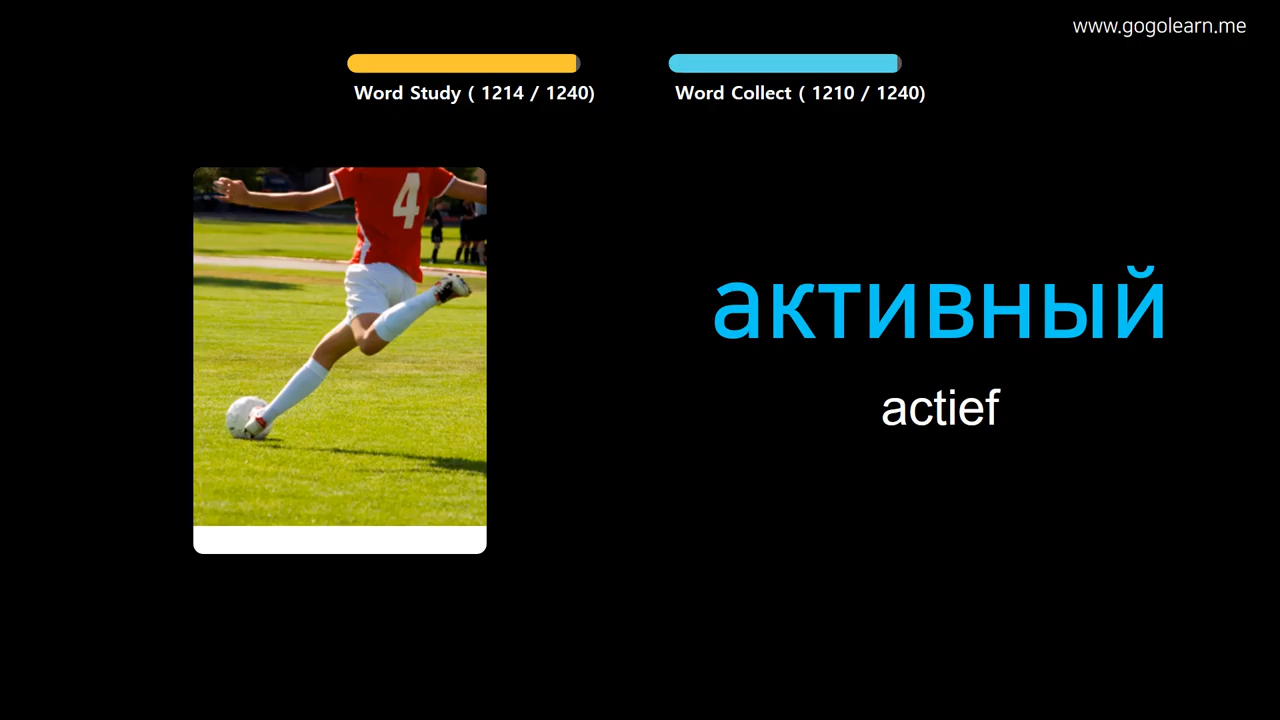 www.gogolearn.me
Word Study ( 1214 / 1240)
Word Collect ( 1210 / 1240)
4
активный
actief